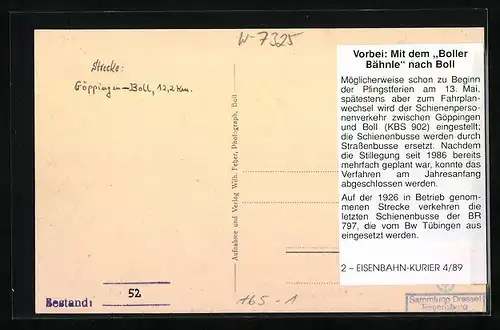 W-7325
Strecke:
Göppingen-Boll, 12,2 Km.
Aufnahme und Verlag Wilh. Feher, Photograph, Boll
Vorbei: Mit dem „Boller
Bähnle“ nach Boll
Möglicherweise schon zu Beginn
der Pfingstferien am 13. Mai,
spätestens aber zum Fahrplan-
wechsel wird der Schienenperso-
nenverkehr zwischen Göppingen
und Boll (KBS 902) eingestellt;
die Schienenbusse werden durch
Straßenbusse ersetzt. Nachdem
die Stillegung seit 1986 bereits
mehrfach geplant war, konnte das
Verfahren am Jahresanfang
abgeschlossen werden.
Auf der 1926 in Betrieb genom-
menen Strecke verkehren die
letzten Schienenbusse der BR
797, die vom Bw Tübingen aus
eingesetzt werden.
2 – EISENBAHN-KURIER 4/89
Bestand: 52
165-1
Sammlung Dressel
Regensburg